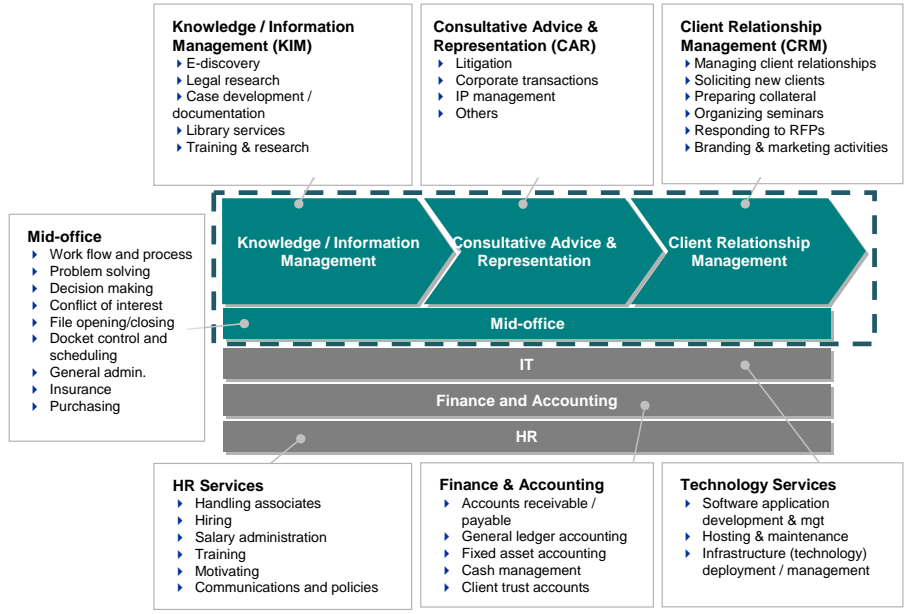 Knowledge / Information
Management (KIM)
E-discovery
Legal research
Case development /
documentation
Library services
Training & research
Consultative Advice &
Representation (CAR)
Litigation
Corporate transactions
IP management
Others
Client Relationship
Management (CRM)
Managing client relationships
Soliciting new clients
Preparing collateral
Organizing seminars
Responding to RFPs
Branding & marketing activities
Mid-office
Work flow and process
Problem solving
Decision making
Conflict of interest
File opening/closing
Docket control and
scheduling
General admin.
Insurance
Purchasing
Knowledge / Information
Management
Consultative Advice &
Representation
Client Relationship
Management
Mid-office
IT
Finance and Accounting
HR
HR Services
Handling associates
Hiring
Salary administration
Training
Motivating
Communications and policies
Finance & Accounting
Accounts receivable /
payable
General ledger accounting
Fixed asset accounting
Cash management
Client trust accounts
Technology Services
Software application
development & mgt
Hosting & maintenance
Infrastructure (technology)
deployment / management